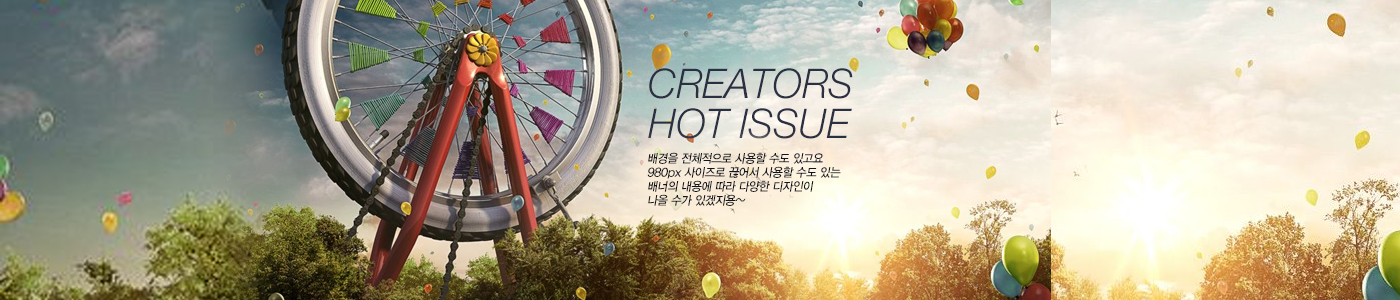 CREATORS
HOT ISSUE
배경을 전체적으로 사용할 수도 있고요
980px 사이즈로 끊어서 사용할 수도 있는
배너의 내용에 따라 다양한 디자인이
나올 수가 있겠지용~